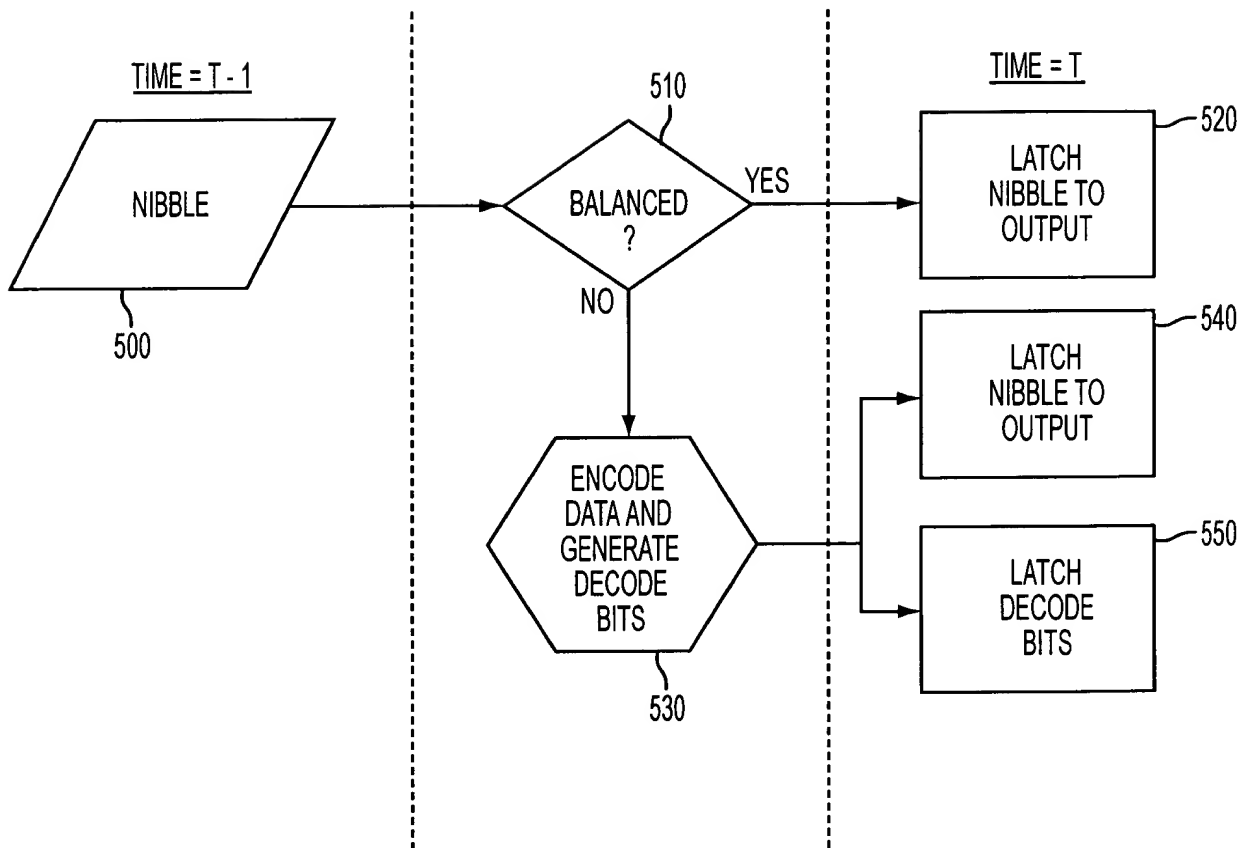 TIME = T - 1
TIME = T
510
520
NIBBLE
BALANCED
?
YES
LATCH
NIBBLE TO
OUTPUT
NO
500
540
LATCH
NIBBLE TO
OUTPUT
ENCODE
DATA AND
GENERATE
DECODE
BITS
530
550
LATCH
DECODE
BITS